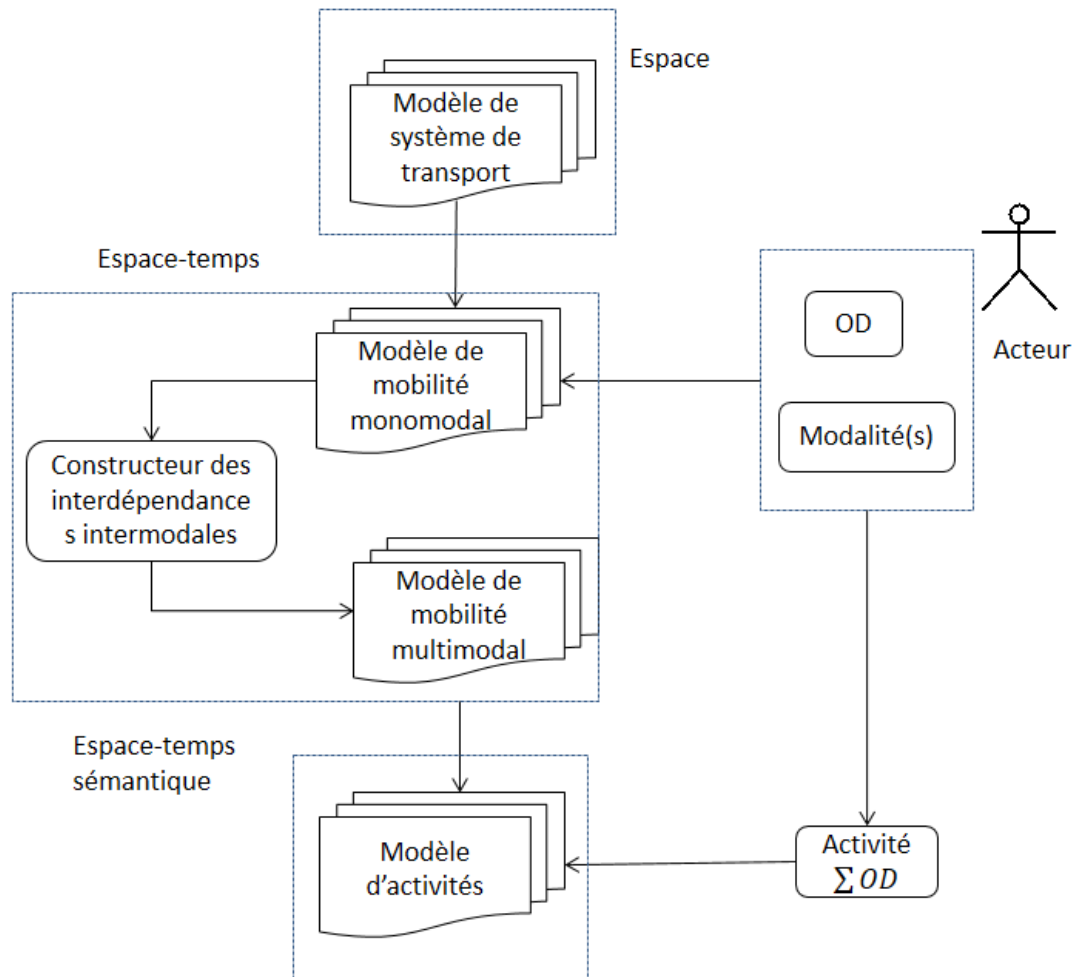 Espace
Modèle de
système de
transport
Espace-temps
Modèle de
mobilité
monomodal
OD
Modalité(s)
Acteur
Constructeur des
interdépendance
s intermodales
Modèle de
mobilité
multimodal
Espace-temps
sémantique
Modèle
d'activités
Activité
∑ OD